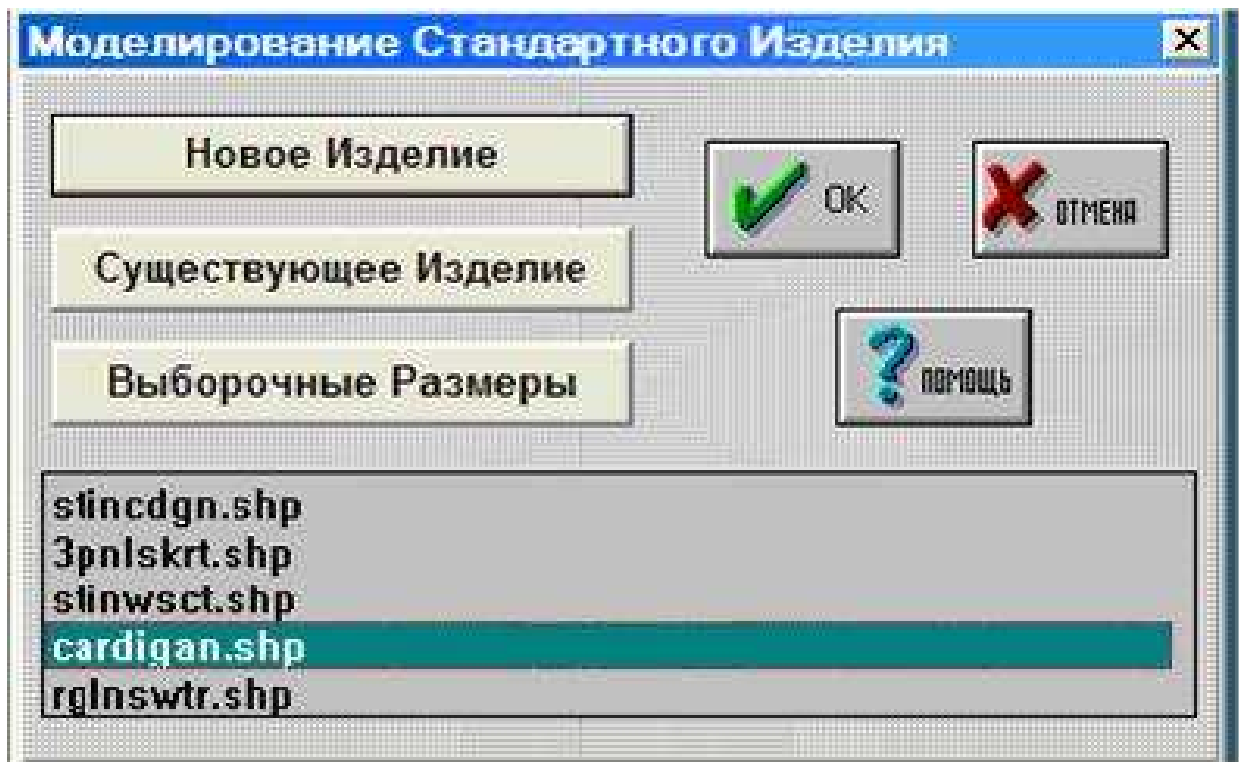 Моделирование Стандартного Изделия
Новое Изделие
OK
ОТМЕНА
Существующее Изделие
Выборочные Размеры
ПОМОЩЬ
stincdgn.shp
3pnlskrt.shp
stinwsct.shp
cardigan.shp
rglnswtr.shp